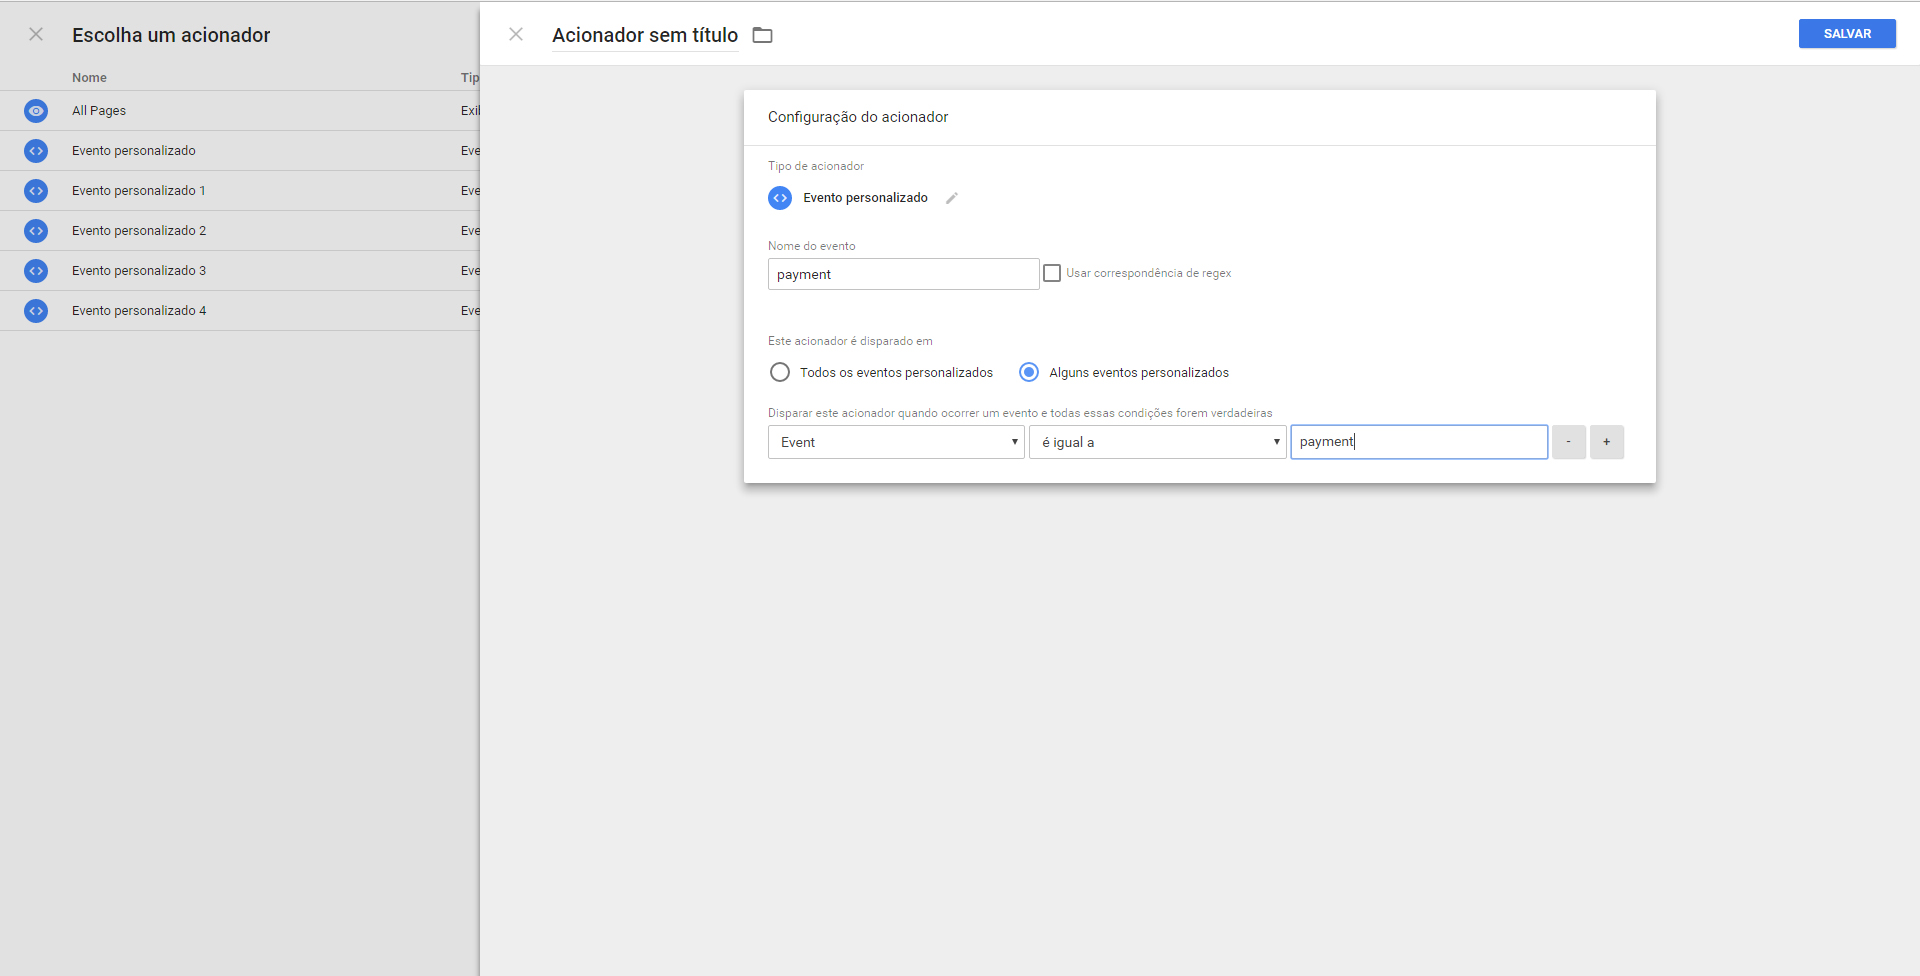 Escolha um acionador
Nome Tip
All Pages Exil
Evento personalizado Eve
Evento personalizado 1 Eve
Evento personalizado 2 Eve
Evento personalizado 3 Eve
Evento personalizado 4 Eve
Acionador sem título
SALVAR
Configuração do acionador
Tipo de acionador
Evento personalizado
Nome do evento
payment Usar correspondência de regex
Este acionador é disparado em
Todos os eventos personalizados Alguns eventos personalizados
Disparar este acionador quando ocorrer um evento e todas essas condições forem verdadeiras
Event é igual a payment - +